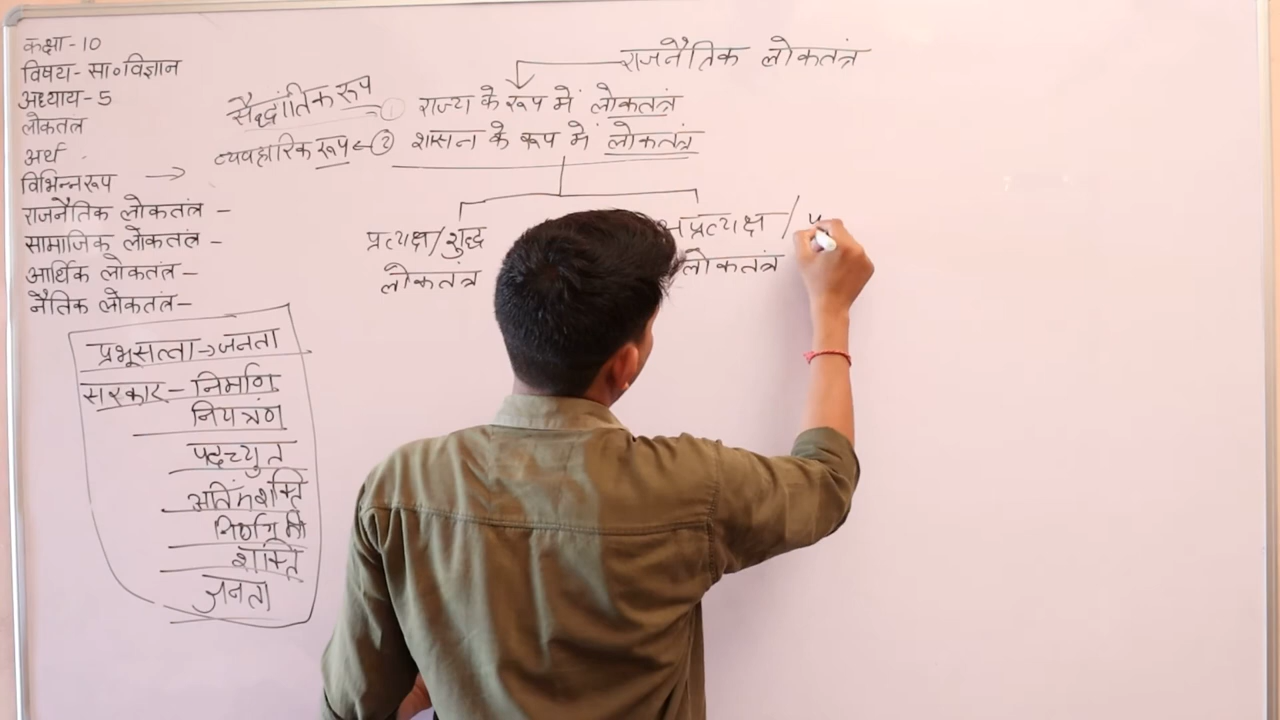 कक्षा-10
विषय- सा०विज्ञान
अध्याय-5
लोकतंत्र
अर्थ
विभिन्नरूप →
राजनैतिक लोकतंत्र -
सामाजिक लोकतंत्र -
आर्थिक लोकतंत्र -
नैतिक लोकतंत्र -
प्रभूसत्ता → जनता
सरकार - निर्माण
नियत्रंण
पदच्युत
अतिंमशक्ति
शक्ति
जनता
राजनैतिक लोकतंत्र
सैद्धांतिक रूप ① राज्य के रूप में लोकतंत्र
व्यवहारिक रूप ← ② शासन के रूप में लोकतंत्र
प्रत्यक्ष/शुद्ध
लोकतंत्र
अप्रत्यक्ष /
लोकतंत्र